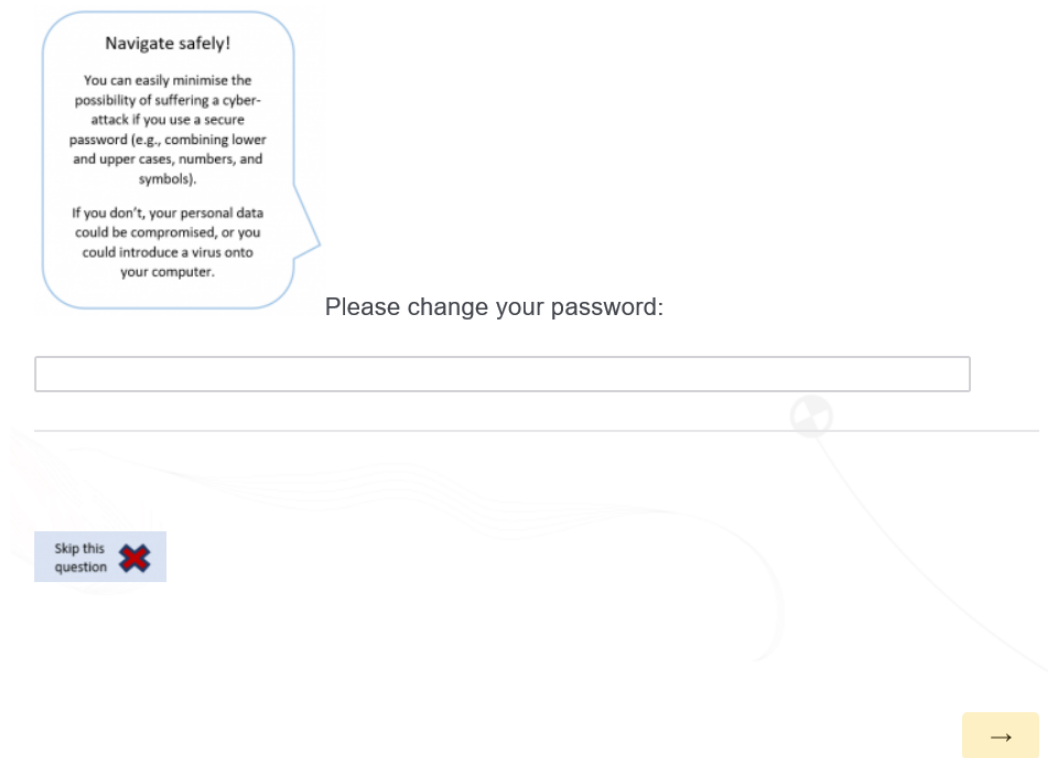 Navigate safely!
You can easily minimise the
possibility of suffering a cyber-
attack if you use a secure
password (e.g., combining lower
and upper cases, numbers, and
symbols).
If you don't, your personal data
could be compromised, or you
could introduce a virus onto
your computer.
Please change your password:
Skip this
question
→